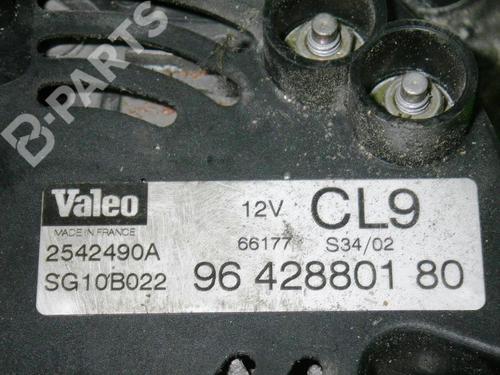 B-PARTS
Valeo
MADE IN FRANCE
12V CL9
2542490A 66177 S34/02
SG10B022 96 428801 80